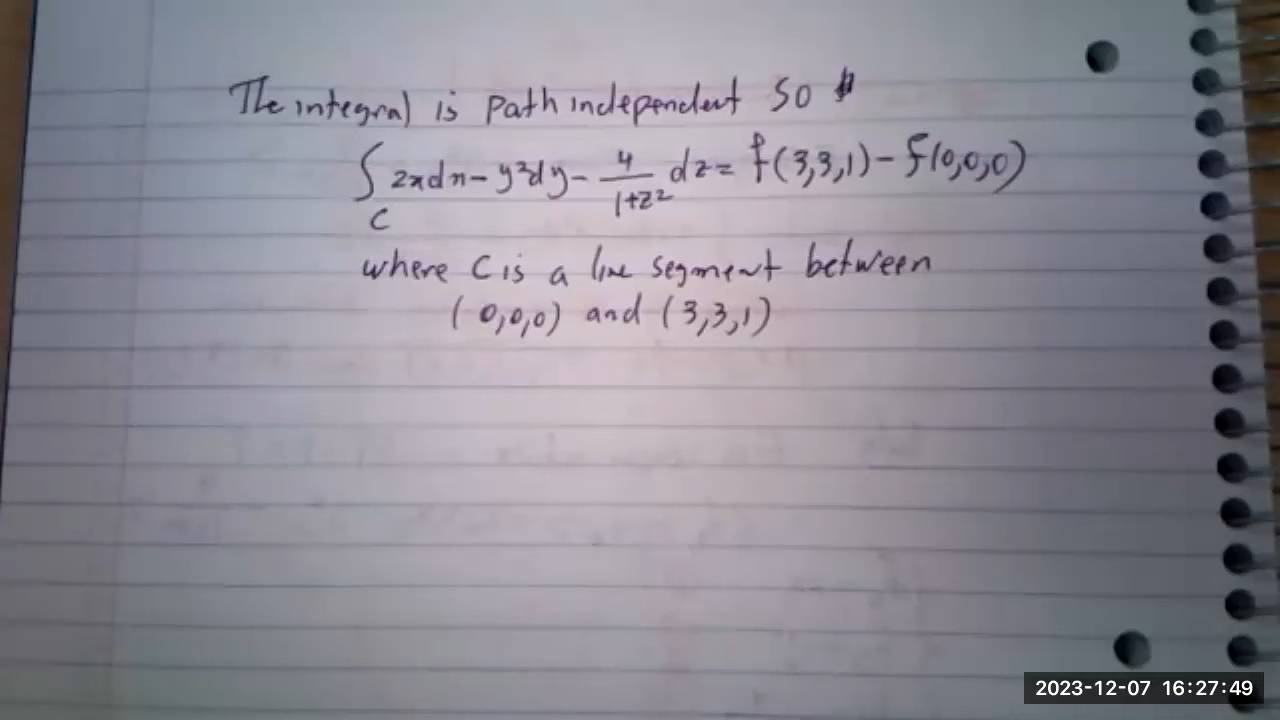 The integral is path independent so
∫_C 2xdx - y²dy - 4/(1+z²) dz = f(3,3,1) - f(0,0,0)
where C is a line segment between
(0,0,0) and (3,3,1)
2023-12-07 16:27:49